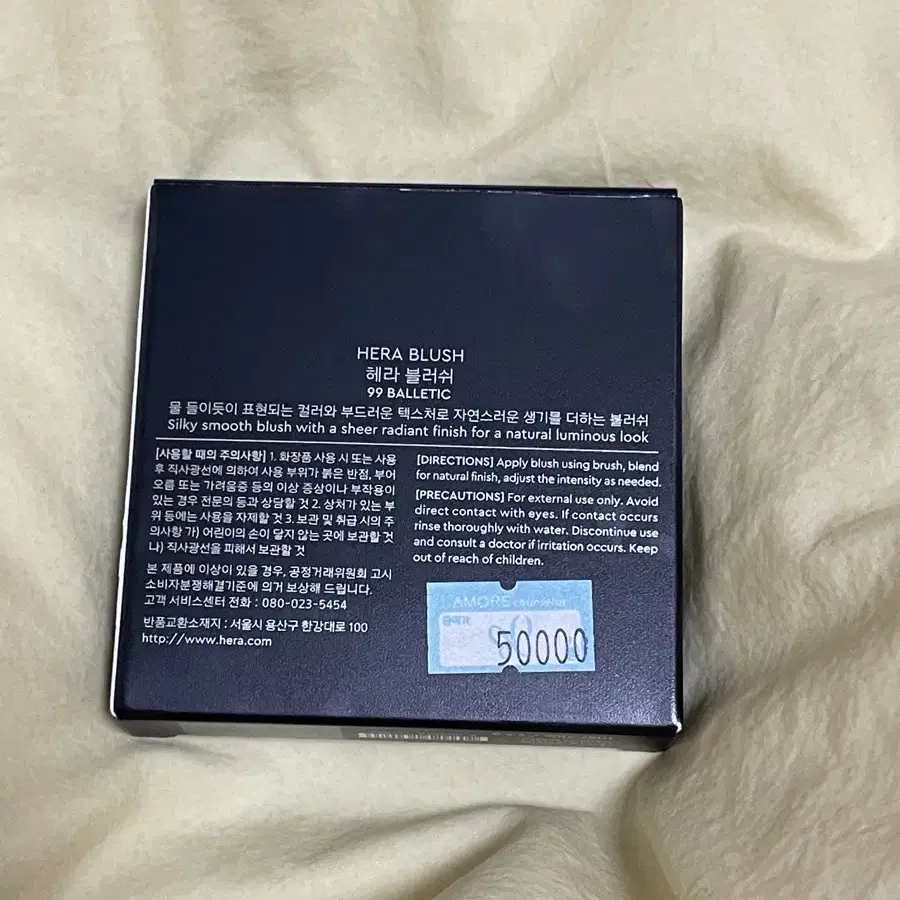 HERA BLUSH
헤라 블러쉬
99 BALLETIC
물 들이듯이 표현되는 컬러와 부드러운 텍스처로 자연스러운 생기를 더하는 블러쉬
Silky smooth blush with a sheer radiant finish for a natural luminous look
[사용할 때의 주의사항] 1. 화장품 사용 시 또는 사용
후 직사광선에 의하여 사용 부위가 붉은 반점, 부어
오름 또는 가려움증 등의 이상 증상이나 부작용이
있는 경우 전문의 등과 상담할 것 2. 상처가 있는 부
위 등에는 사용을 자제할 것 3. 보관 및 취급 시의 주
의사항 가) 어린이의 손이 닿지 않는 곳에 보관할 것
나) 직사광선을 피해서 보관할 것
본 제품에 이상이 있을 경우, 공정거래위원회 고시
소비자분쟁해결기준에 의거 보상해 드립니다.
고객 서비스센터 전화 : 080-023-5454
반품교환소재지 : 서울시 용산구 한강대로 100
http://www.hera.com
[DIRECTIONS] Apply blush using brush, blend
for natural finish, adjust the intensity as needed.
[PRECAUTIONS] For external use only. Avoid
direct contact with eyes. If contact occurs
rinse thoroughly with water. Discontinue use
and consult a doctor if irritation occurs. Keep
out of reach of children.
AMORE counselor
판매가
50000